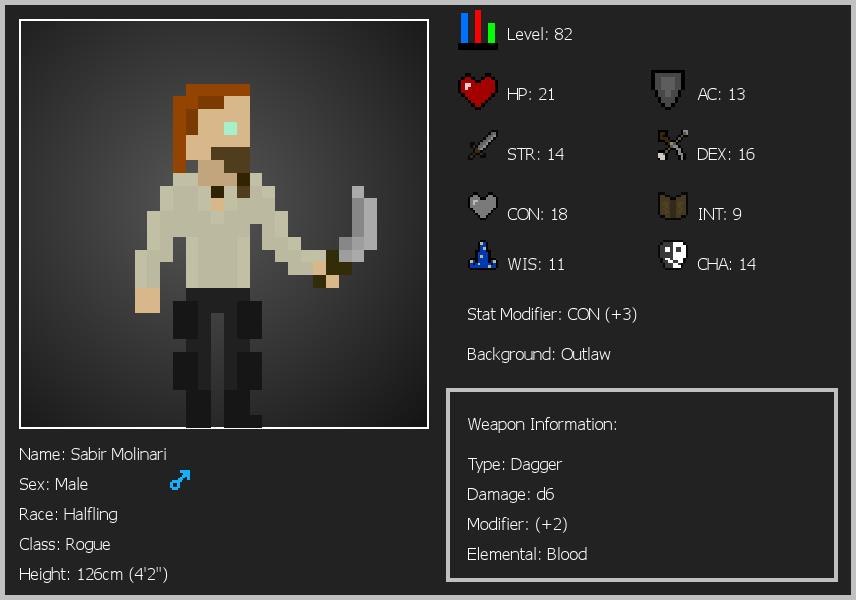 Level: 82
HP: 21
AC: 13
STR: 14
DEX: 16
CON: 18
INT: 9
WIS: 11
CHA: 14
Stat Modifier: CON (+3)
Background: Outlaw
Weapon Information:
Type: Dagger
Damage: d6
Modifier: (+2)
Elemental: Blood
Name: Sabir Molinari
Sex: Male
Race: Halfling
Class: Rogue
Height: 126cm (4'2")